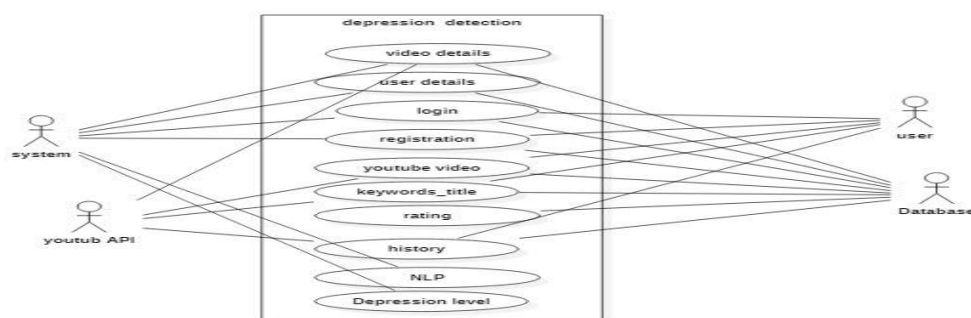 depression detection
video details
user details
login
registration
youtube video
keywords_title
rating
history
NLP
Depression level
system
youtub API
user
Database